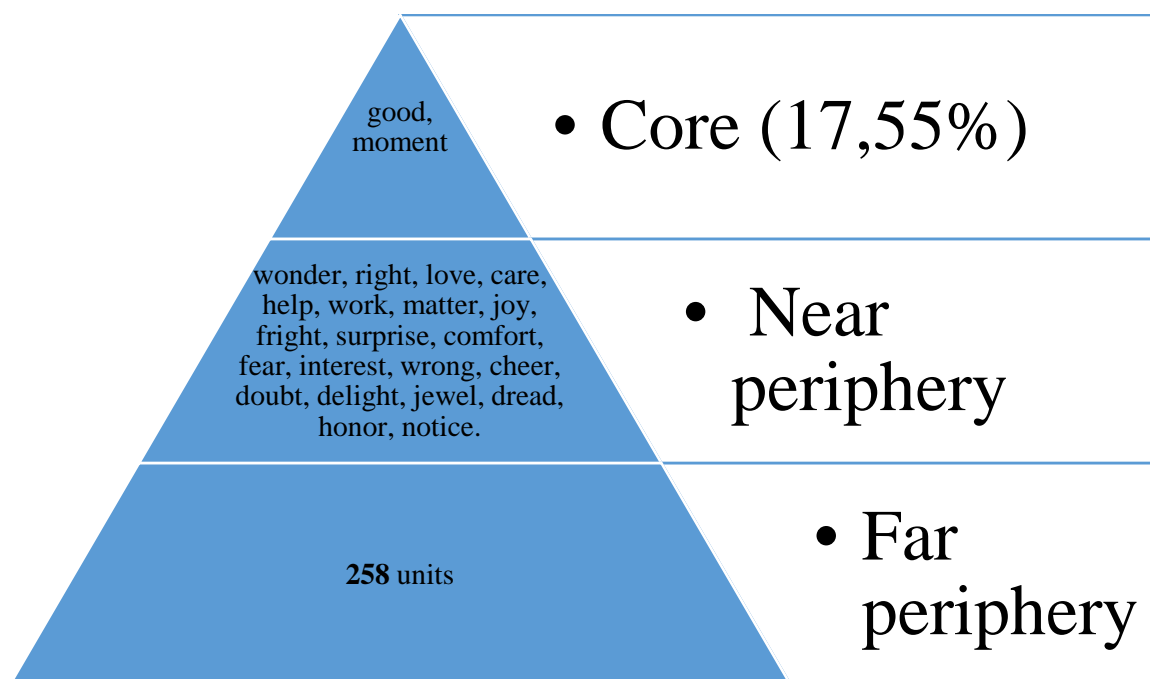 good,
moment
• Core (17,55%)
wonder, right, love, care,
help, work, matter, joy,
fright, surprise, comfort,
fear, interest, wrong, cheer,
doubt, delight, jewel, dread,
honor, notice.
• Near
periphery
258 units
• Far
periphery